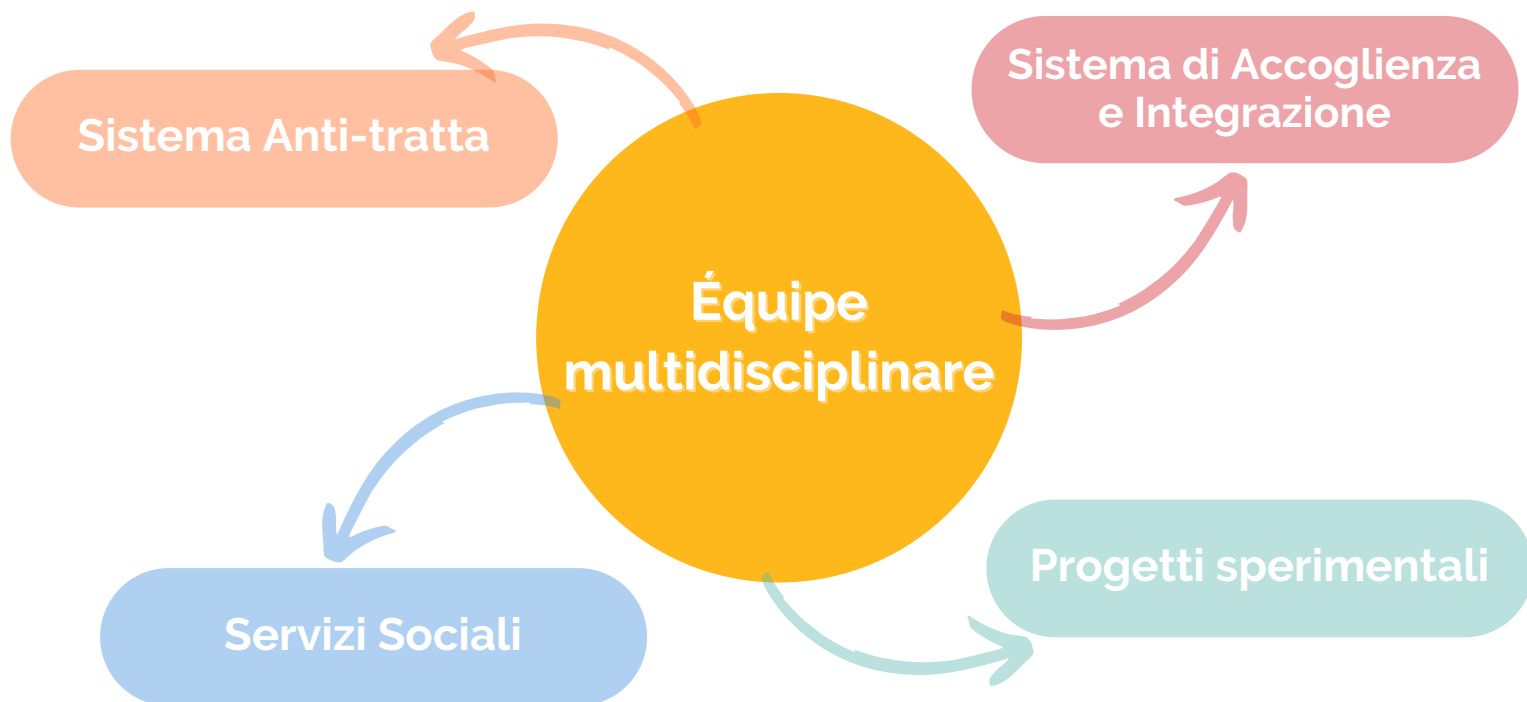 Sistema Anti-tratta
Sistema di Accoglienza
e Integrazione
Équipe
multidisciplinare
Servizi Sociali
Progetti sperimentali